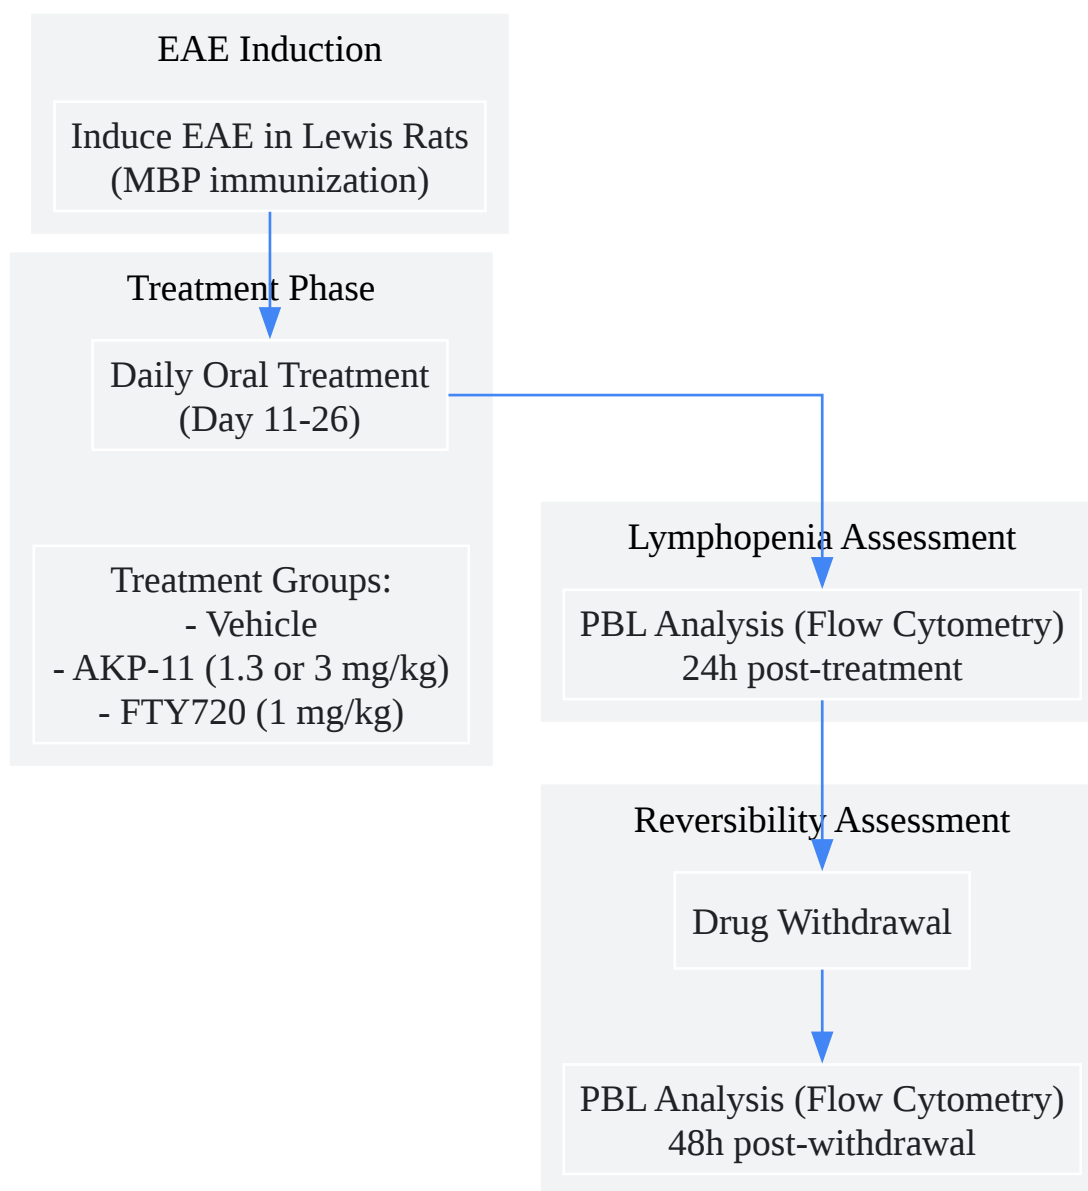 EAE Induction
Induce EAE in Lewis Rats
(MBP immunization)
Treatment Phase
Daily Oral Treatment
(Day 11-26)
Treatment Groups:
- Vehicle
- AKP-11 (1.3 or 3 mg/kg)
- FTY720 (1 mg/kg)
Lymphopenia Assessment
PBL Analysis (Flow Cytometry)
24h post-treatment
Reversibility Assessment
Drug Withdrawal
PBL Analysis (Flow Cytometry)
48h post-withdrawal